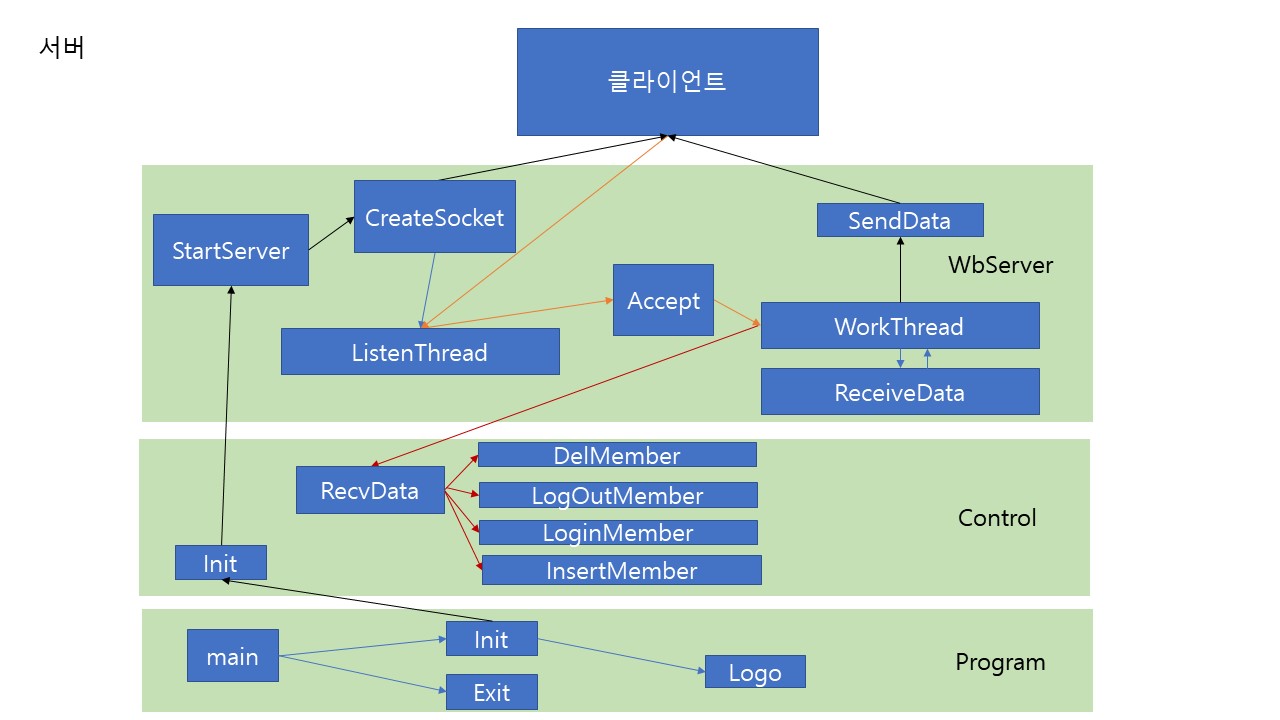 서버
클라이언트
CreateSocket
StartServer
SendData
WbServer
Accept
WorkThread
ListenThread
ReceiveData
DelMember
RecvData
LogOutMember
LoginMember
InsertMember
Control
Init
main
Init
Exit
Logo
Program